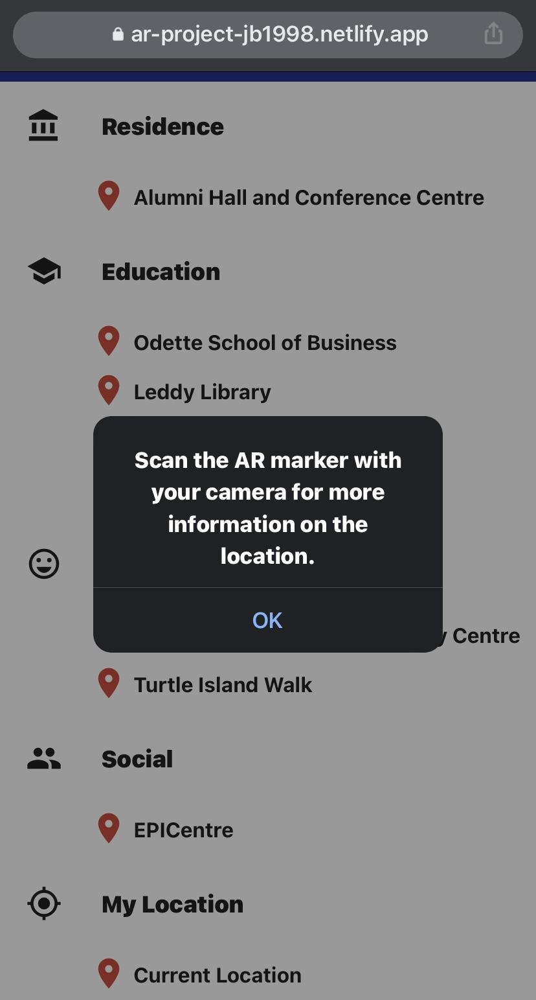 ar-project-jb1998.netlify.app
Residence
Alumni Hall and Conference Centre
Education
Odette School of Business
Leddy Library
Scan the AR marker with
your camera for more
information on the
location.
OK
Centre
Turtle Island Walk
Social
EPICentre
My Location
Current Location